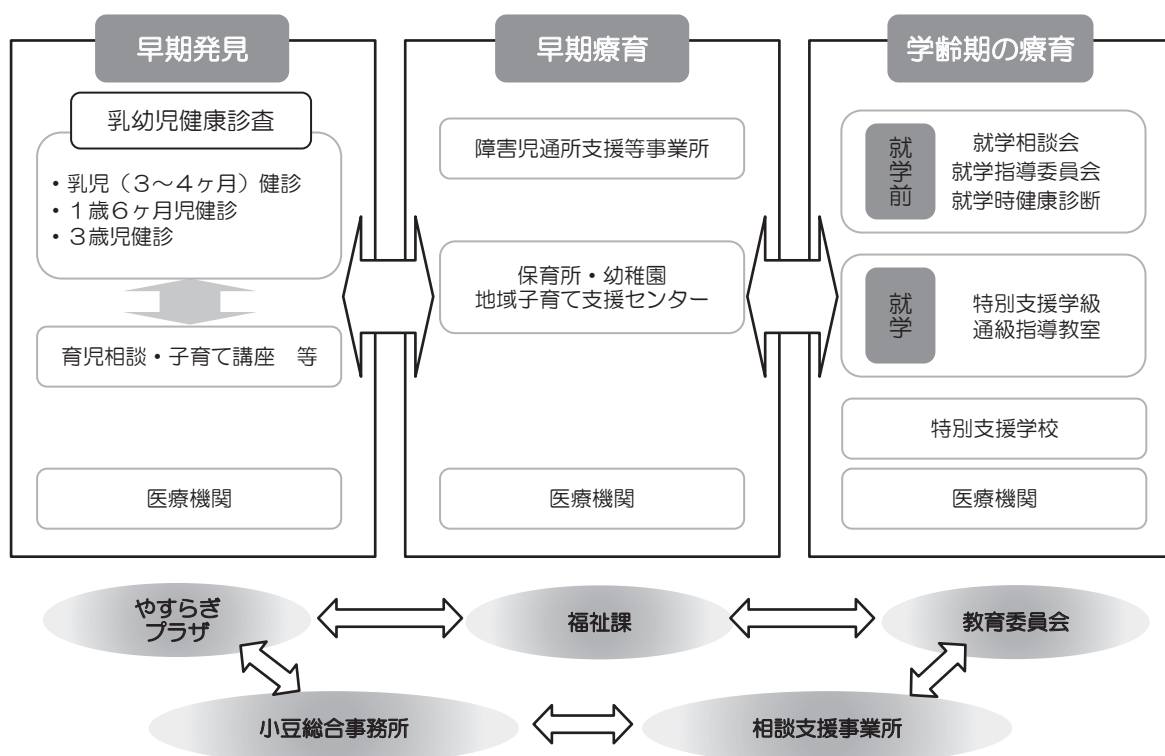 早期発見
乳幼児健康診査
・乳児（3～4ヶ月）健診
・1歳6ヶ月児健診
・3歳児健診
育児相談・子育て講座　等
医療機関
早期療育
障害児通所支援等事業所
保育所・幼稚園
地域子育て支援センター
医療機関
学齢期の療育
就学前
就学相談会
就学指導委員会
就学時健康診断
就学
特別支援学級
通級指導教室
特別支援学校
医療機関
やすらぎ
プラザ
福祉課
教育委員会
小豆総合事務所
相談支援事業所